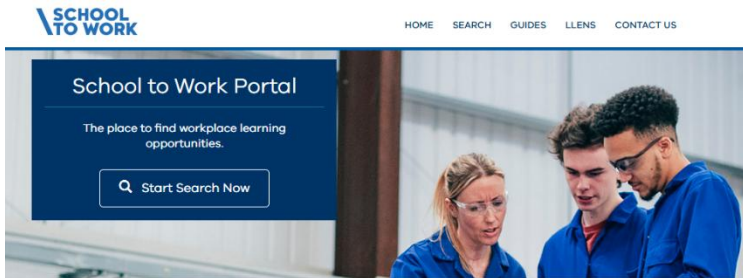 SCHOOL
TO WORK
HOME SEARCH GUIDES LLENS CONTACT US
School to Work Portal
The place to find workplace learning
opportunities.
Start Search Now